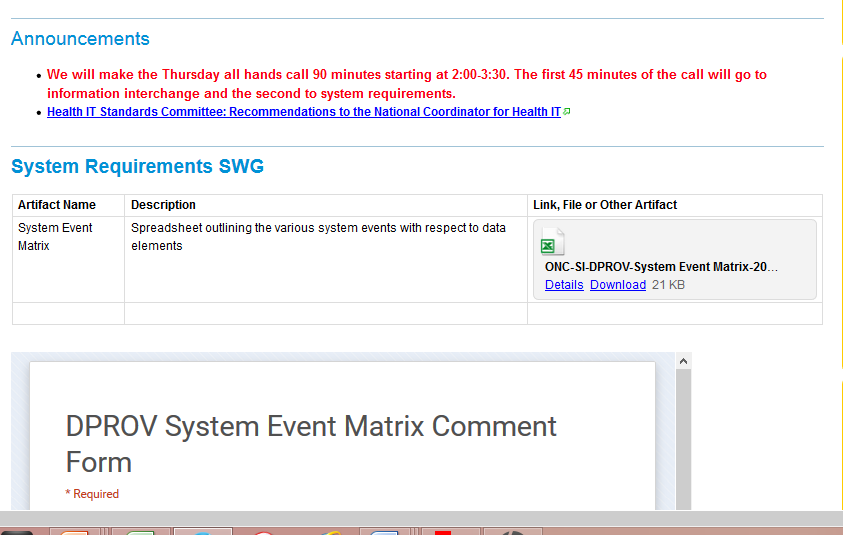 Announcements
We will make the Thursday all hands call 90 minutes starting at 2:00-3:30. The first 45 minutes of the call will go to
information interchange and the second to system requirements.
Health IT Standards Committee: Recommendations to the National Coordinator for Health IT
System Requirements SWG
Artifact Name Description Link, File or Other Artifact
System Event Spreadsheet outlining the various system events with respect to data
Matrix elements
ONC-SI-DPROV-System Event Matrix-20...
Details Download 21 KB
DPROV System Event Matrix Comment
Form
* Required